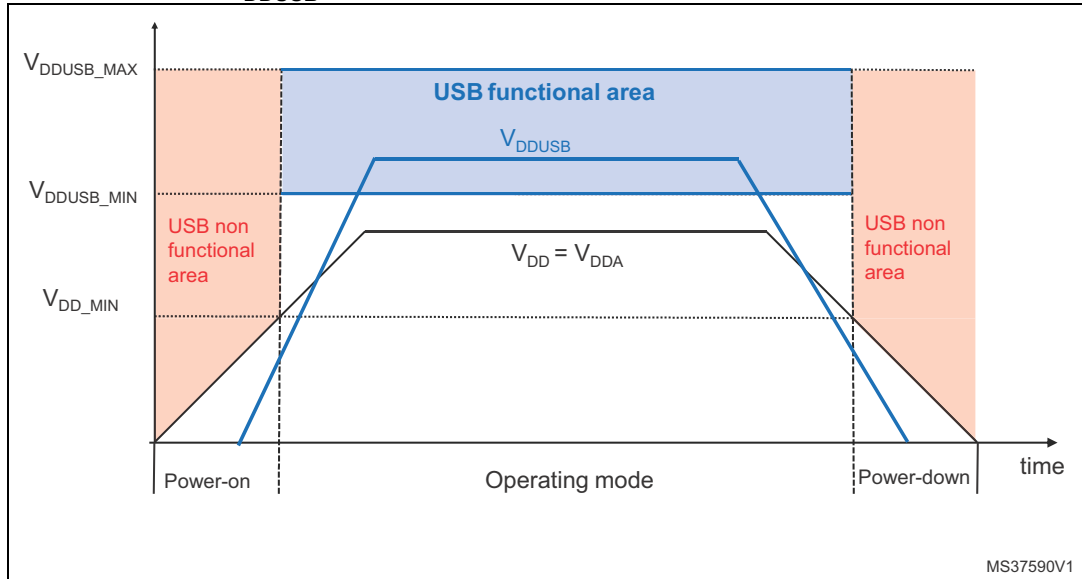 DDUSB
VDDUSB_MAX
USB functional area
VDDUSB
VDDUSB_MIN
USB non
functional
area
VDD = VDDA
USB non
functional
area
VDD_MIN
time
Power-on
Operating mode
Power-down
MS37590V1